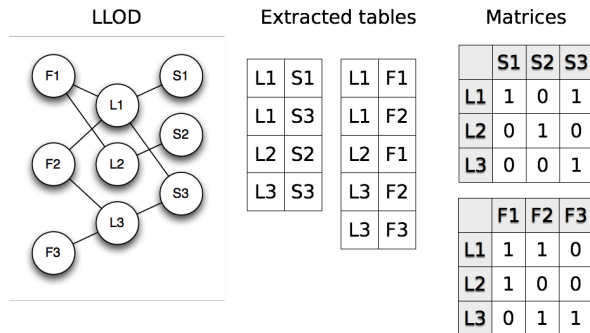 LLOD
F1
S1
L1
S2
F2
L2
S3
L3
F3
Extracted tables
L1 S1
L1 S3
L2 S2
L3 S3
L1 F1
L1 F2
L2 F1
L3 F2
L3 F3
Matrices
S1 S2 S3
L1 1 0 1
L2 0 1 0
L3 0 0 1
F1 F2 F3
L1 1 1 0
L2 1 0 0
L3 0 1 1